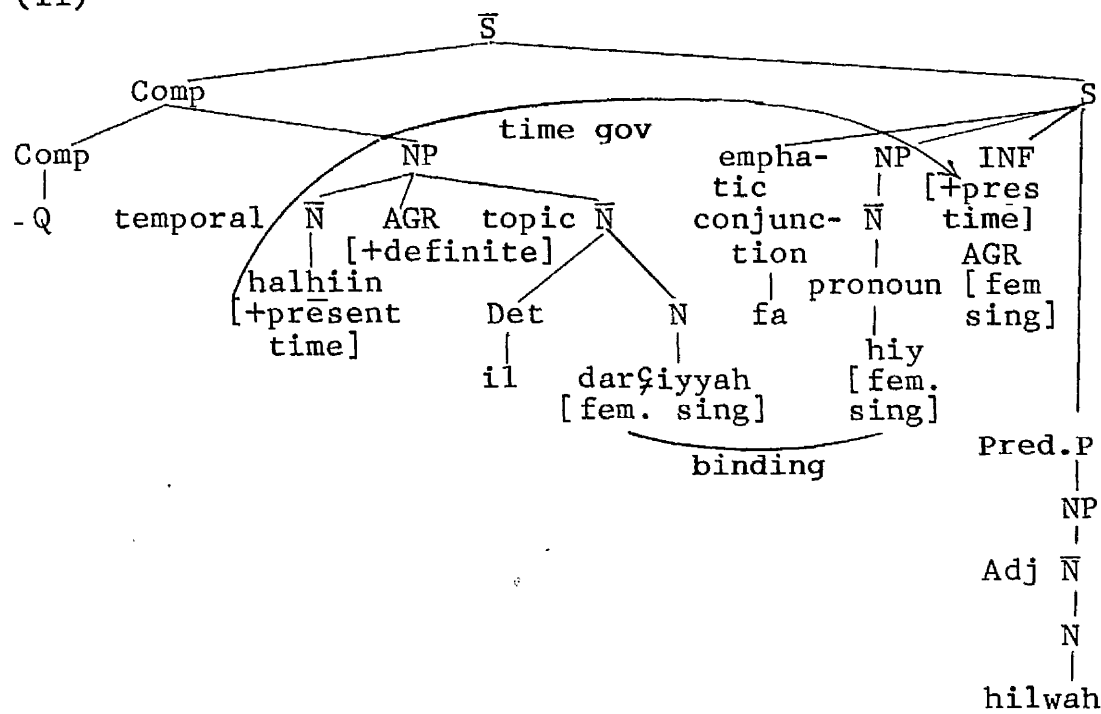 (11)
S̅
Comp S
time gov
Comp N̅P̅ empha- NP INF
tic [+pres
-Q temporal N̅ AGR topic N̅ conjunc- N̅ time]
[+definite] tion AGR
halhiin pronoun [fem
[+present Det N fa sing]
time] hiy
il darʕiyyah [fem.
[fem. sing] sing]
binding Pred.P
NP
Adj N̅
N
hilwah